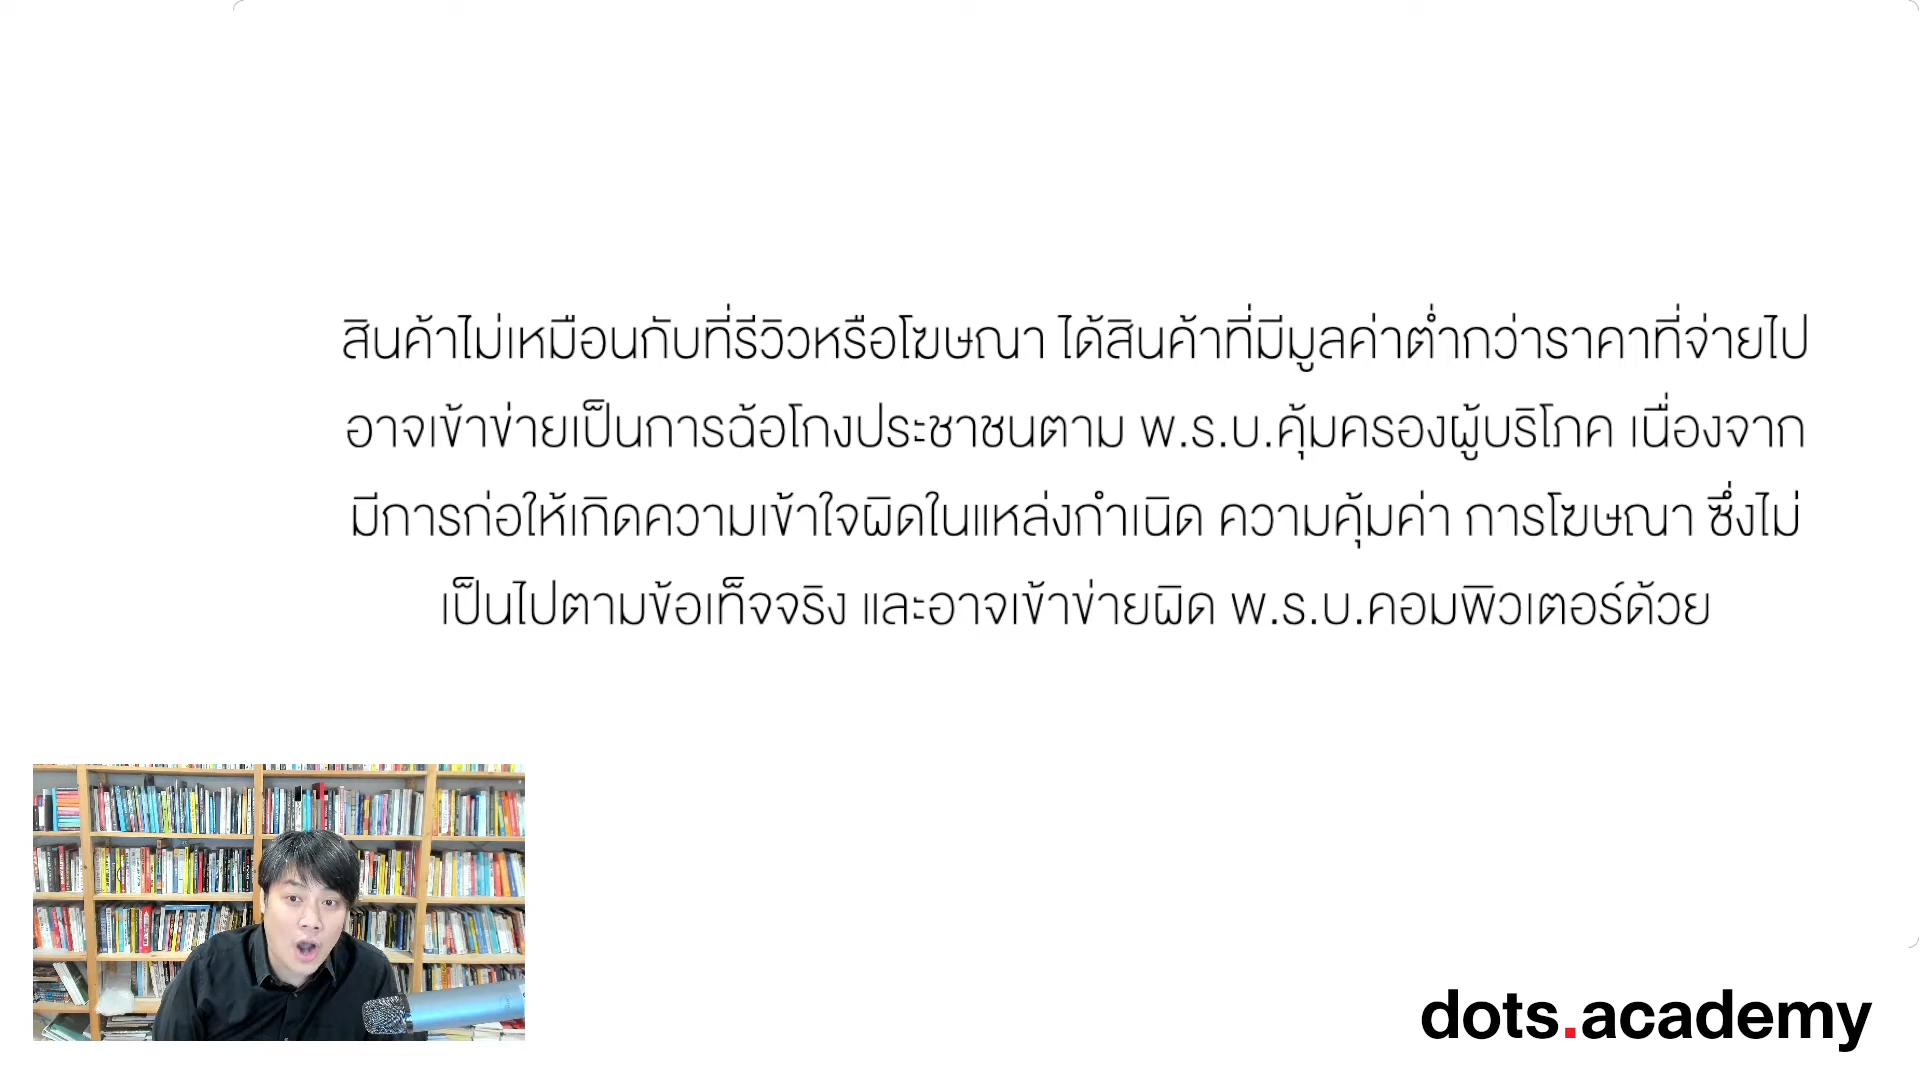 สินค้าไม่เหมือนกับที่รีวิวหรือโฆษณา ได้สินค้าที่มีมูลค่าต่ำกว่าราคาที่จ่ายไป
อาจเข้าข่ายเป็นการฉ้อโกงประชาชนตาม พ.ร.บ.คุ้มครองผู้บริโภค เนื่องจาก
มีการก่อให้เกิดความเข้าใจผิดในแหล่งกำเนิด ความคุ้มค่า การโฆษณา ซึ่งไม่
เป็นไปตามข้อเท็จจริง และอาจเข้าข่ายผิด พ.ร.บ.คอมพิวเตอร์ด้วย
dots.academy